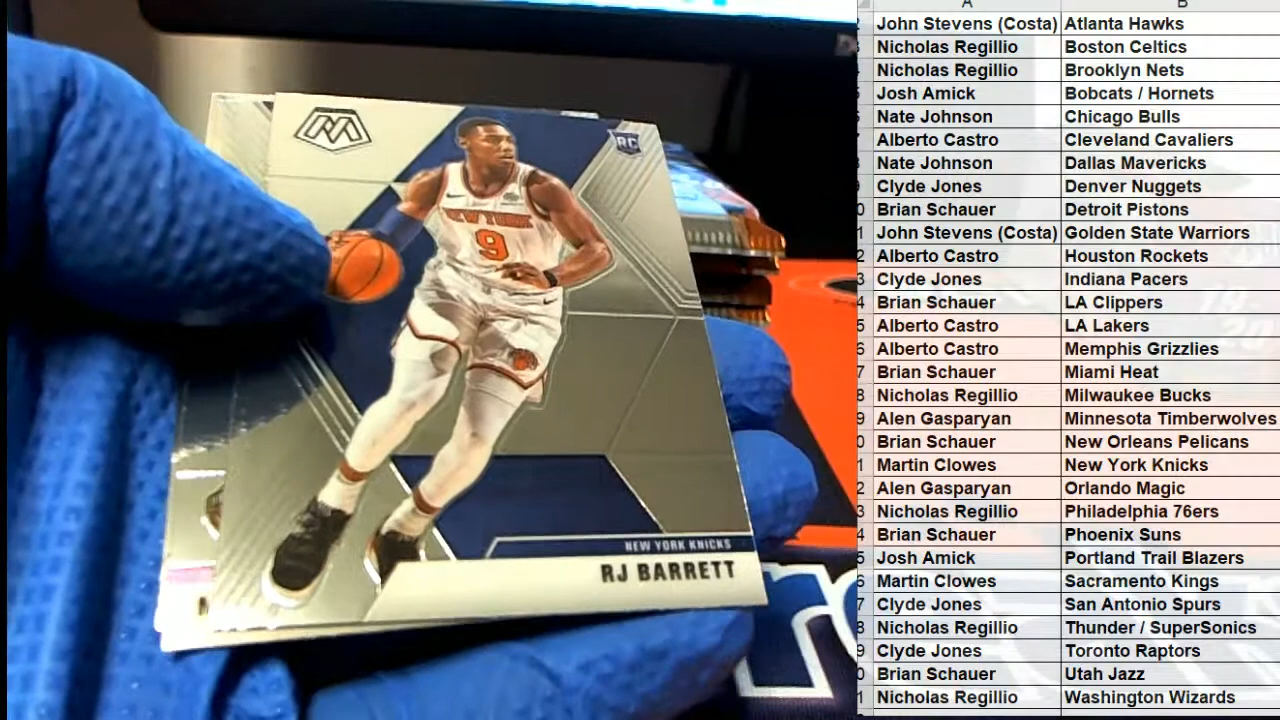 RC
NEW YORK
9
NEW YORK KNICKS
RJ BARRETT
A B
John Stevens (Costa) Atlanta Hawks
Nicholas Regillio Boston Celtics
Nicholas Regillio Brooklyn Nets
Josh Amick Bobcats / Hornets
Nate Johnson Chicago Bulls
Alberto Castro Cleveland Cavaliers
Nate Johnson Dallas Mavericks
Clyde Jones Denver Nuggets
Brian Schauer Detroit Pistons
John Stevens (Costa) Golden State Warriors
Alberto Castro Houston Rockets
Clyde Jones Indiana Pacers
Brian Schauer LA Clippers
Alberto Castro LA Lakers
Alberto Castro Memphis Grizzlies
Brian Schauer Miami Heat
Nicholas Regillio Milwaukee Bucks
Alen Gasparyan Minnesota Timberwolves
Brian Schauer New Orleans Pelicans
Martin Clowes New York Knicks
Alen Gasparyan Orlando Magic
Nicholas Regillio Philadelphia 76ers
Brian Schauer Phoenix Suns
Josh Amick Portland Trail Blazers
Martin Clowes Sacramento Kings
Clyde Jones San Antonio Spurs
Nicholas Regillio Thunder / SuperSonics
Clyde Jones Toronto Raptors
Brian Schauer Utah Jazz
Nicholas Regillio Washington Wizards